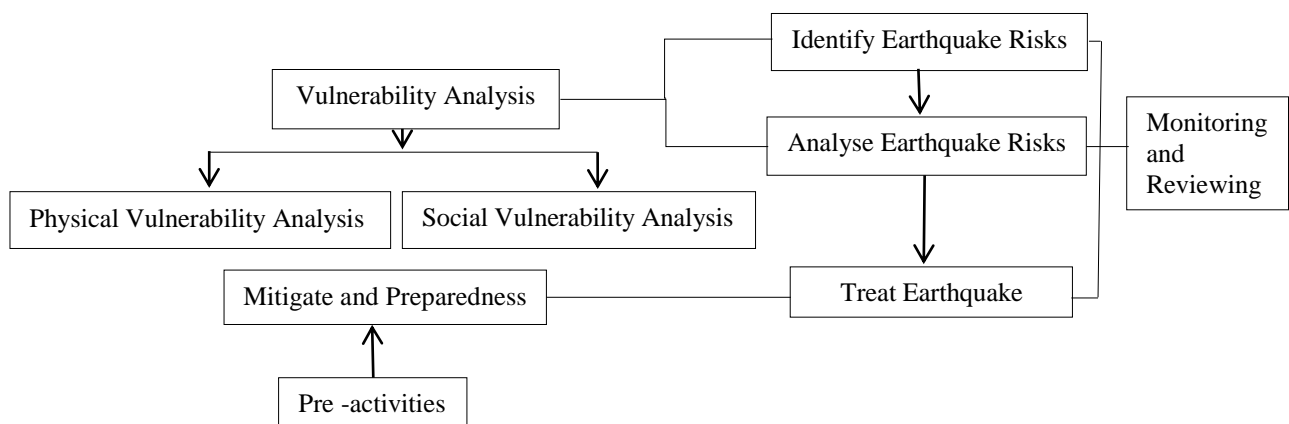 Identify Earthquake Risks
Vulnerability Analysis
Analyse Earthquake Risks
Monitoring
and
Reviewing
Physical Vulnerability Analysis
Social Vulnerability Analysis
Mitigate and Preparedness
Treat Earthquake
Pre -activities